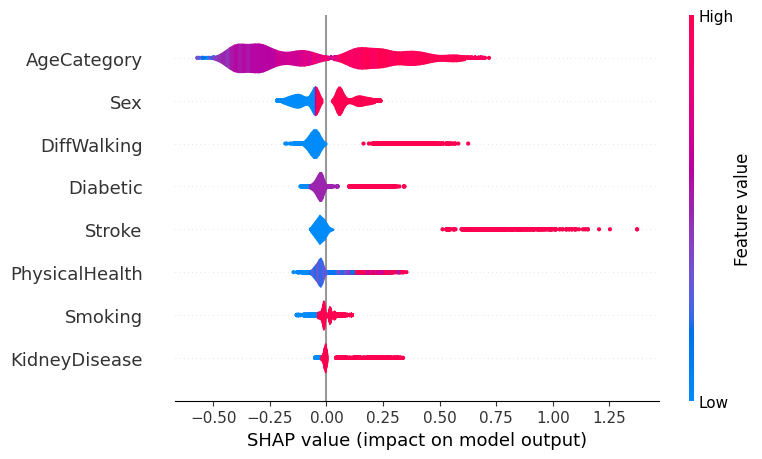 High
AgeCategory
Sex
DiffWalking
Diabetic
Stroke
PhysicalHealth
Smoking
KidneyDisease
Feature value
Low
−0.50 −0.25 0.00 0.25 0.50 0.75 1.00 1.25
SHAP value (impact on model output)